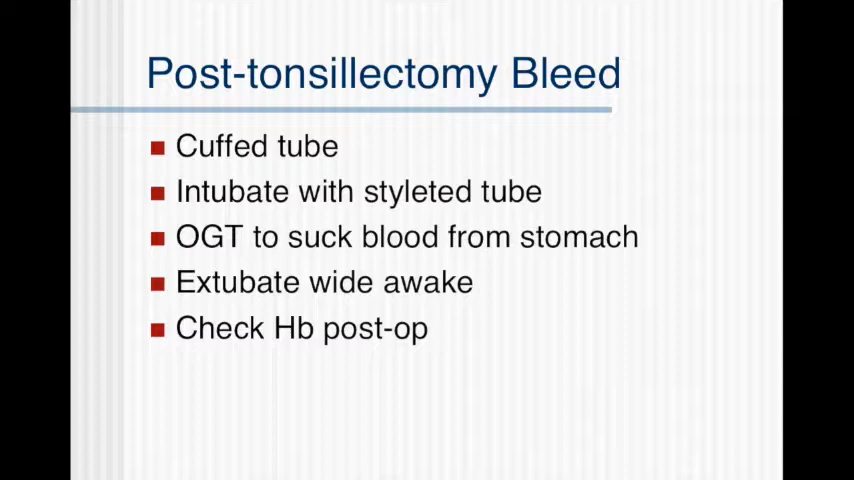 Post-tonsillectomy Bleed
Cuffed tube
Intubate with styleted tube
OGT to suck blood from stomach
Extubate wide awake
Check Hb post-op